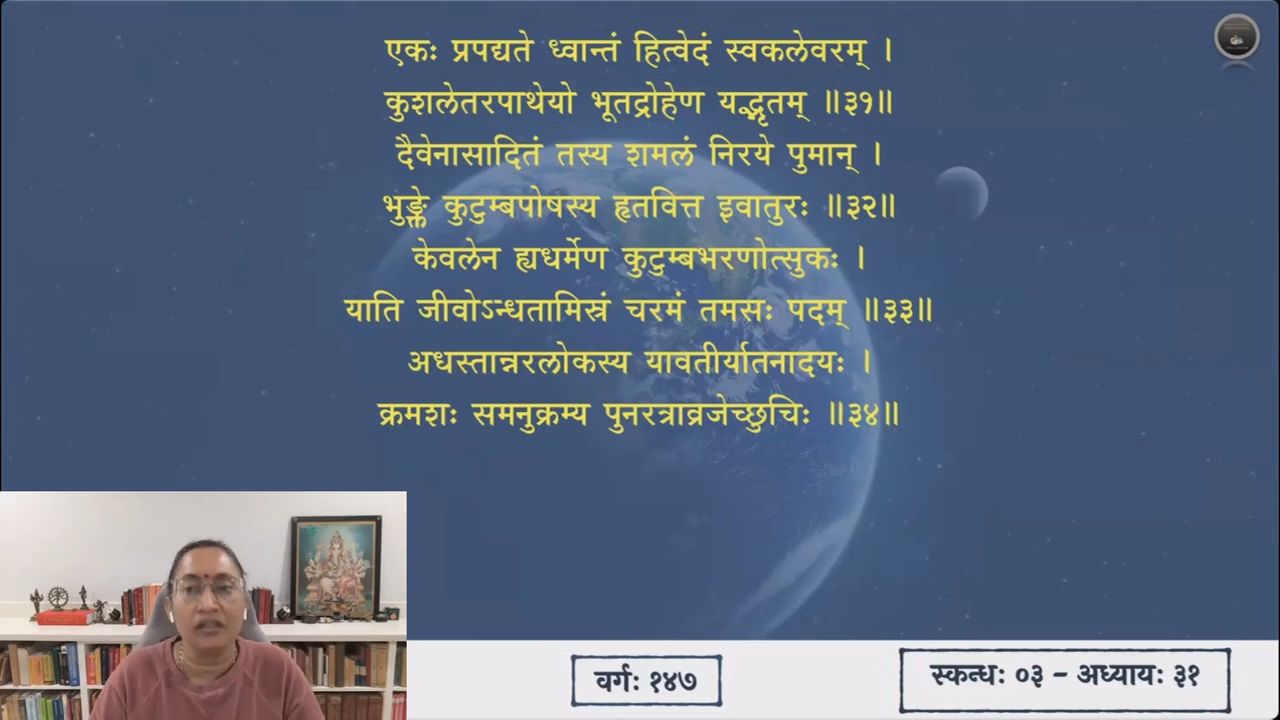 एकः प्रपद्यते ध्वान्तं हित्वेदं स्वकलेवरम् ।
कुशलेतरपाथेयो भूतद्रोहेण यद्भृतम् ॥३१॥
दैवेनासादितं तस्य शमलं निरये पुमान् ।
भुङ्क्ते कुटुम्बपोषस्य हृतवित्त इवातुरः ॥३२॥
केवलेन ह्यधर्मेण कुटुम्बभरणोत्सुकः ।
याति जीवोऽन्धतामिस्रं चरमं तमसः पदम् ॥३३॥
अधस्तान्नरलोकस्य यावतीर्यातनादयः ।
क्रमशः समनुक्रम्य पुनरत्राव्रजेच्छुचिः ॥३४॥
वर्गः १४७
स्कन्धः ०३ - अध्यायः ३१